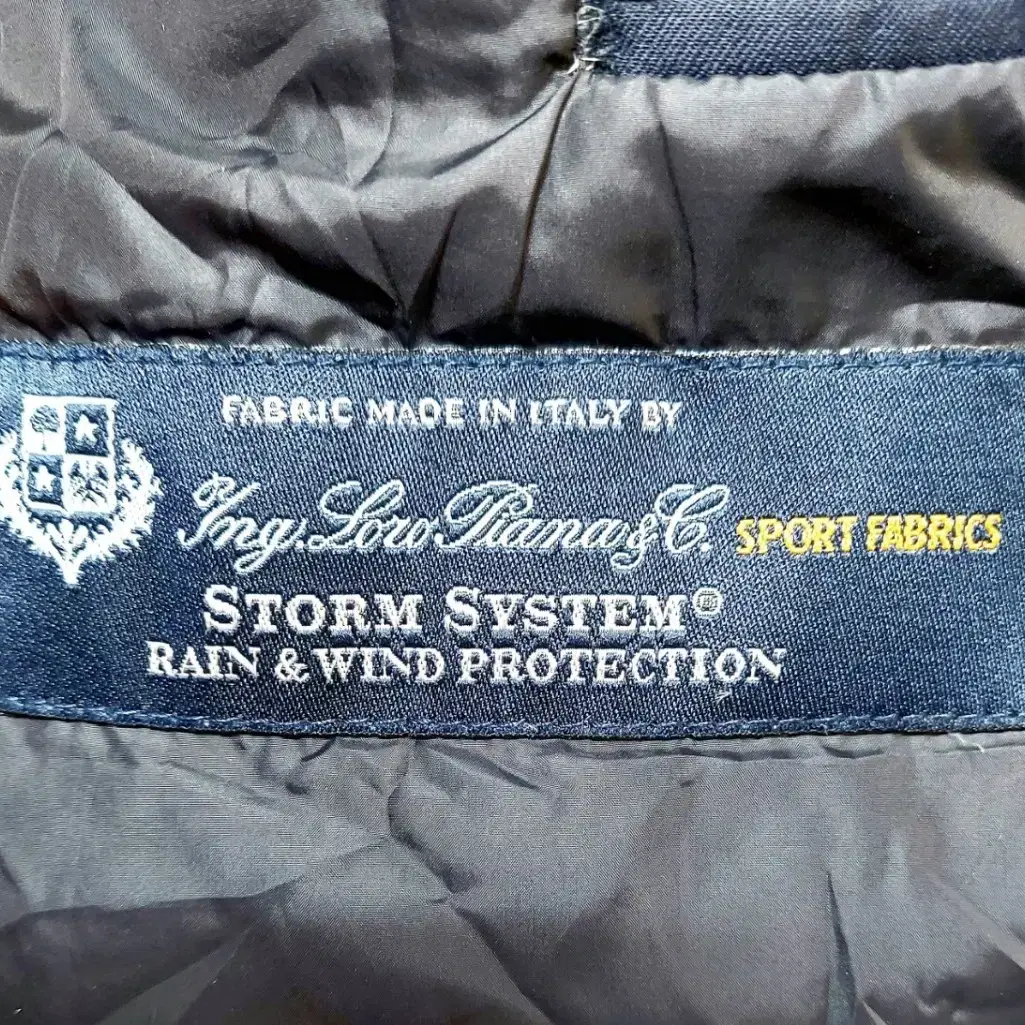 FABRIC MADE IN ITALY BY
Ing. Loro Piana & C. SPORT FABRICS
STORM SYSTEM®
RAIN & WIND PROTECTION